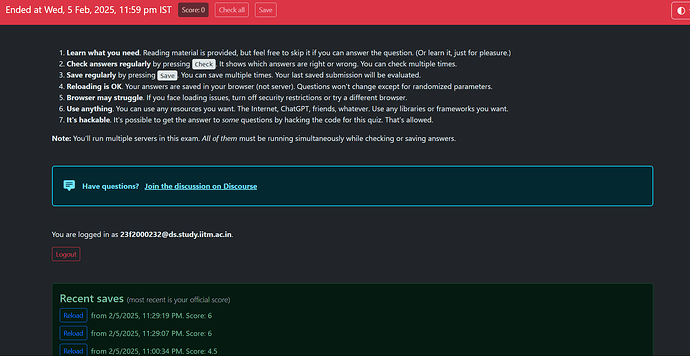 Ended at Wed, 5 Feb, 2025, 11:59 pm IST Score: 0 Check all Save
1. Learn what you need. Reading material is provided, but feel free to skip it if you can answer the question. (Or learn it, just for pleasure.)
2. Check answers regularly by pressing Check. It shows which answers are right or wrong. You can check multiple times.
3. Save regularly by pressing Save. You can save multiple times. Your last saved submission will be evaluated.
4. Reloading is OK. Your answers are saved in your browser (not server). Questions won't change except for randomized parameters.
5. Browser may struggle. If you face loading issues, turn off security restrictions or try a different browser.
6. Use anything. You can use any resources you want. The Internet, ChatGPT, friends, whatever. Use any libraries or frameworks you want.
7. It's hackable. It's possible to get the answer to some questions by hacking the code for this quiz. That's allowed.
Note: You'll run multiple servers in this exam. All of them must be running simultaneously while checking or saving answers.
Have questions? Join the discussion on Discourse
You are logged in as 23f2000232@ds.study.iitm.ac.in.
Logout
Recent saves (most recent is your official score)
Reload from 2/5/2025, 11:29:19 PM. Score: 6
Reload from 2/5/2025, 11:29:07 PM. Score: 6
Reload from 2/5/2025, 11:00:34 PM. Score: 4.5